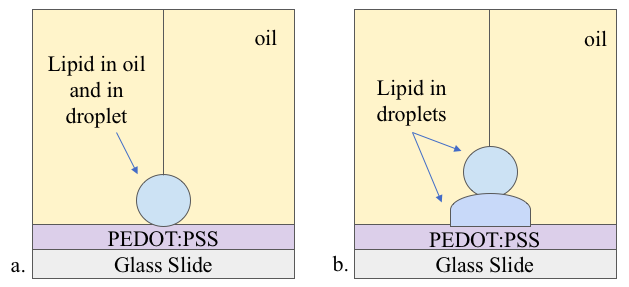 oil
Lipid in oil
and in
droplet
PEDOT:PSS
a.
Glass Slide
oil
Lipid in
droplets
PEDOT:PSS
b.
Glass Slide